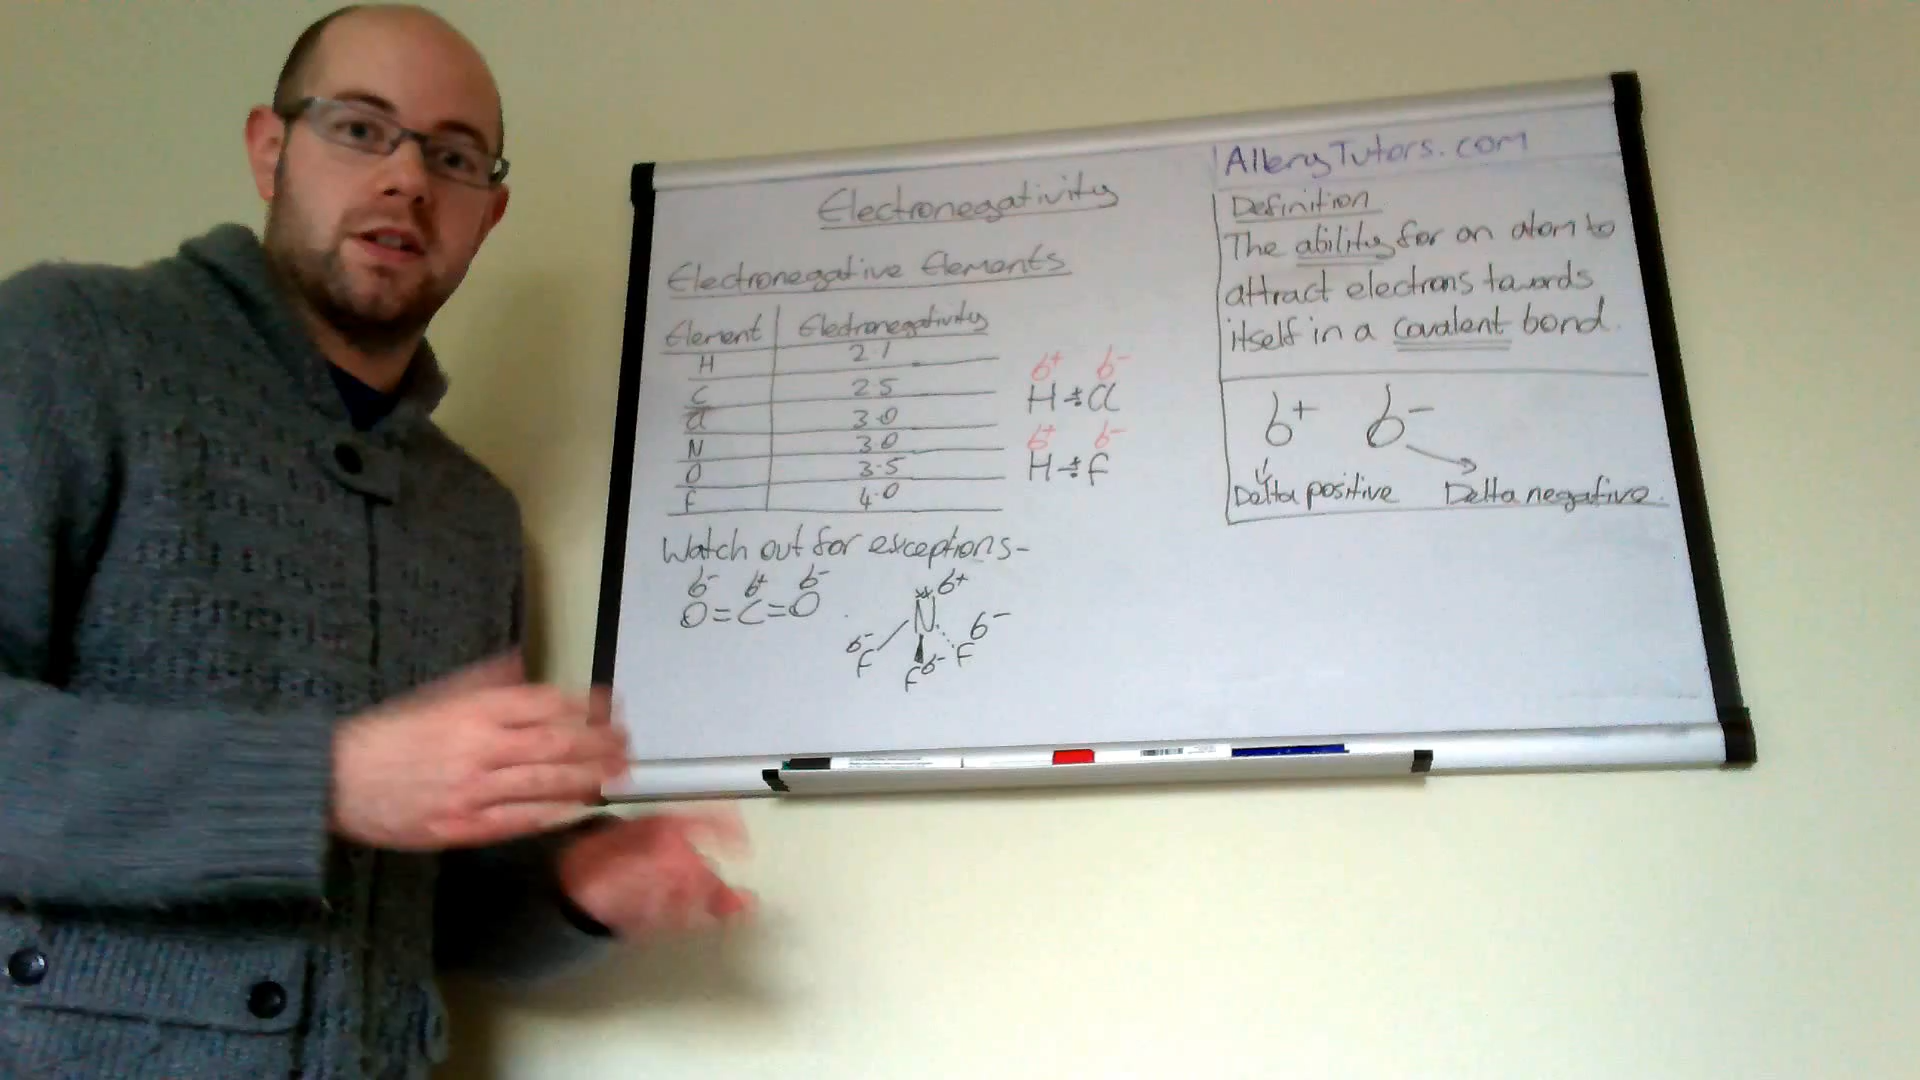 Electronegativity
Electronegative Elements
Element Electronegativity
H 2.1
C 2.5
Cl 3.0
N 3.0
O 3.5
F 4.0
δ+ δ-
H Cl
δ+ δ-
H F
Watch out for exceptions-
δ- δ+ δ-
O=C=O
N δ+
δ- F
F δ-
F δ-
AlleryTutors.com
Definition
The ability for an atom to
attract electrons towards
itself in a covalent bond.
δ+ δ-
Delta positive Delta negative.